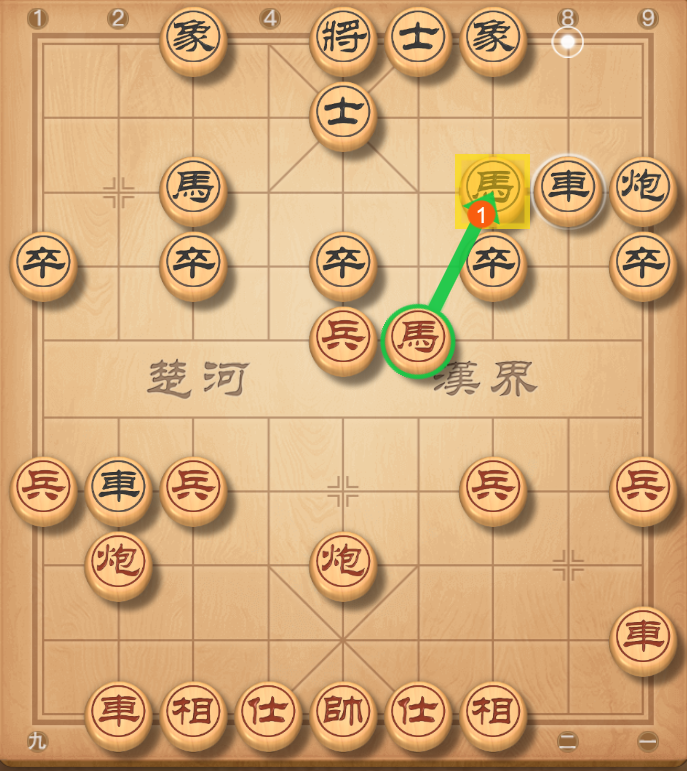 1 2 4 8 9
象 將 士 象
士
馬 馬 車 炮
1
卒 卒 卒 卒 卒
兵 馬
楚河 漢界
兵 車 兵 兵 兵
炮 炮
車
車 相 仕 帥 仕 相
九 二 一